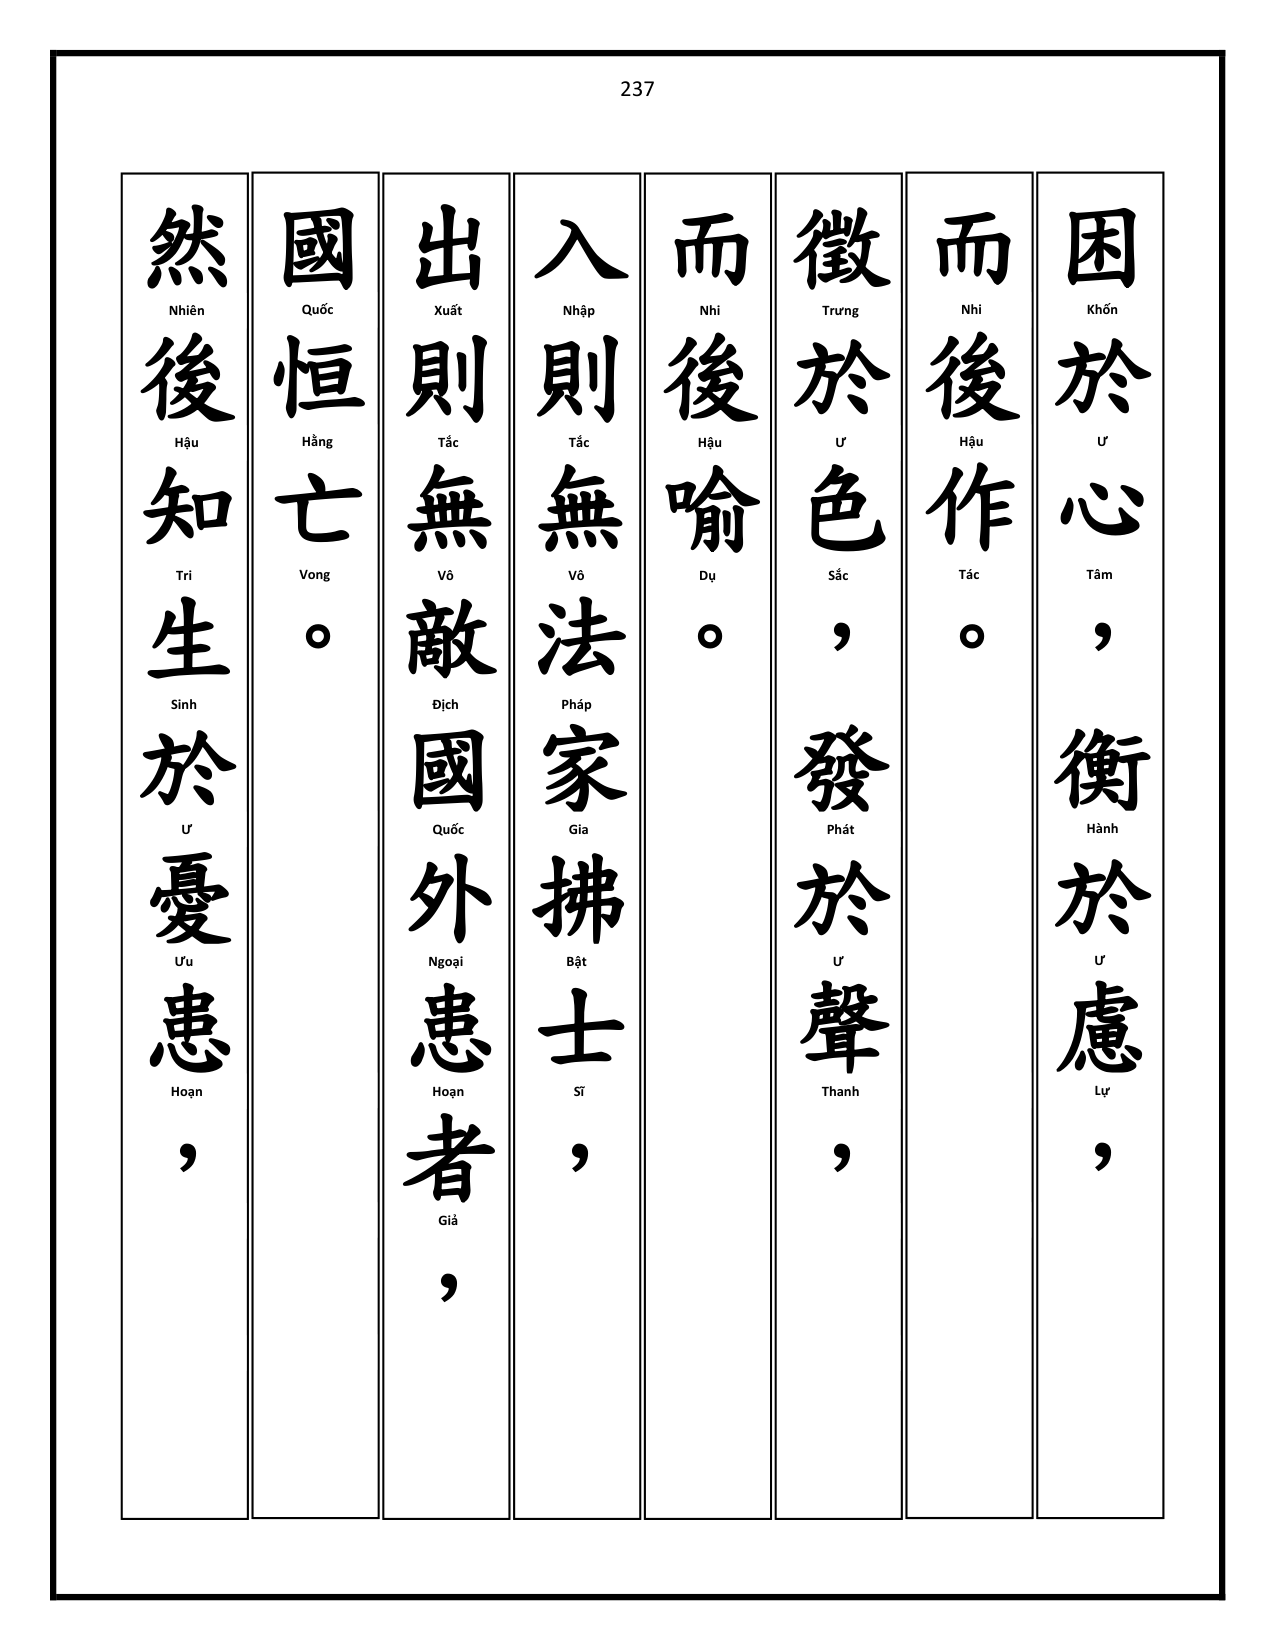 237
困於心,衡於慮,
Khốn Ư Tâm Hành Ư Lự
而後作。
Nhi Hậu Tác
徵於色,發於聲,
Trưng Ư Sắc Phát Ư Thanh
而後喻。
Nhi Hậu Dụ
入則無法家拂士,
Nhập Tắc Vô Pháp Gia Bật Sĩ
出則無敵國外患者,
Xuất Tắc Vô Địch Quốc Ngoại Hoạn Giả
國恒亡。
Quốc Hằng Vong
然後知生於憂患,
Nhiên Hậu Tri Sinh Ư Ưu Hoạn